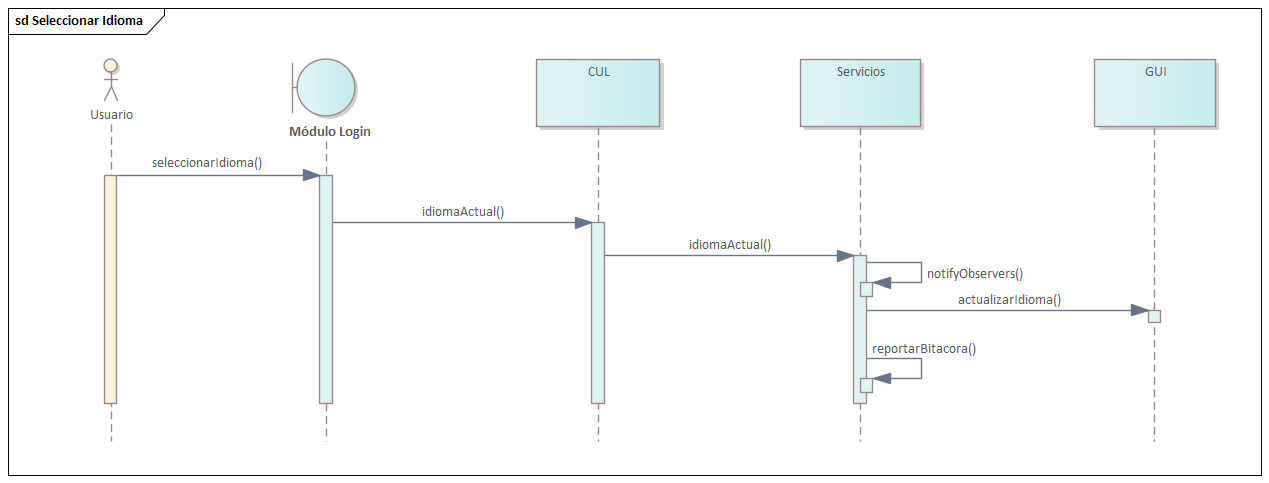 sd Seleccionar Idioma
Usuario
Módulo Login
CUL
Servicios
GUI
seleccionarIdioma()
idiomaActual()
idiomaActual()
notifyObservers()
actualizarIdioma()
reportarBitacora()